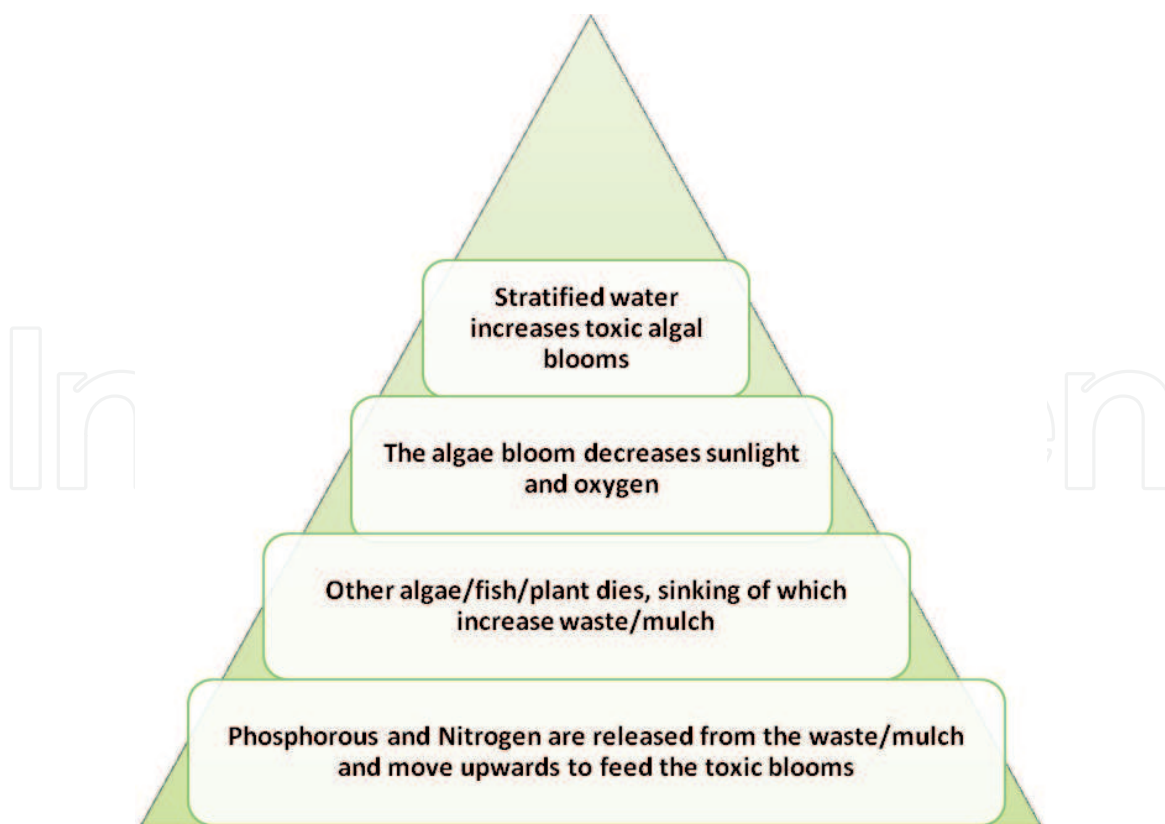 Stratified water
increases toxic algal
blooms
The algae bloom decreases sunlight
and oxygen
Other algae/fish/plant dies, sinking of which
increase waste/mulch
Phosphorous and Nitrogen are released from the waste/mulch
and move upwards to feed the toxic blooms